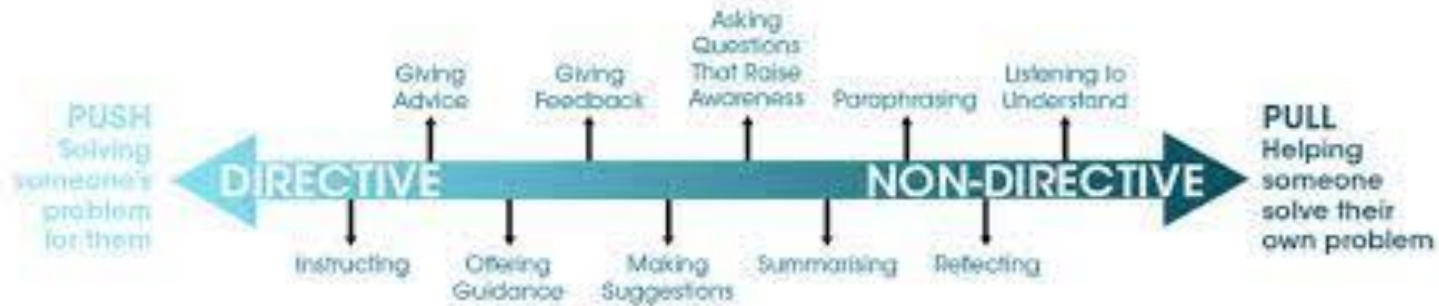 PUSH
Solving
someone's
problem
for them
DIRECTIVE
Giving
Advice
Giving
Feedback
Asking
Questions
That Raise
Awareness
Paraphrasing
Listening to
Understand
NON-DIRECTIVE
Instructing
Offering
Guidance
Making
Suggestions
Summarising
Reflecting
PULL
Helping
someone
solve their
own problem